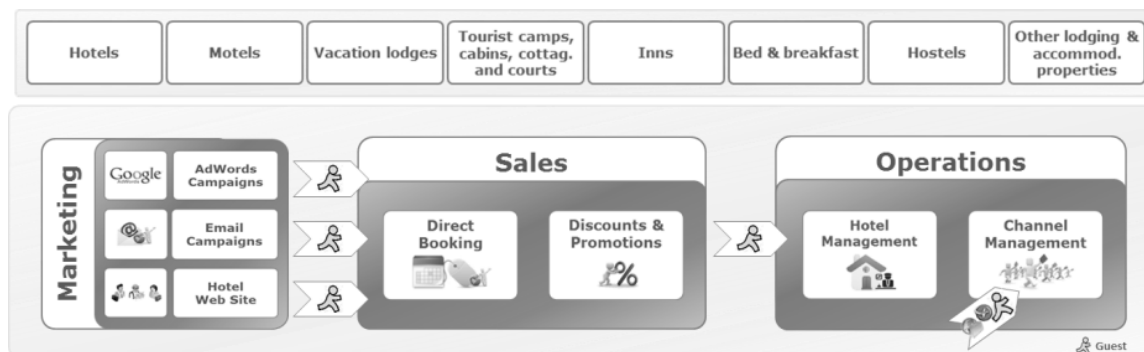 Hotels
Motels
Vacation lodges
Tourist camps,
cabins, cottag.
and courts
Inns
Bed & breakfast
Hostels
Other lodging &
accommod.
properties
Marketing
Google
AdWords
Campaigns
Email
Campaigns
Hotel
Web Site
Sales
Direct
Booking
Discounts &
Promotions
%
Operations
Hotel
Management
Channel
Management
Guest